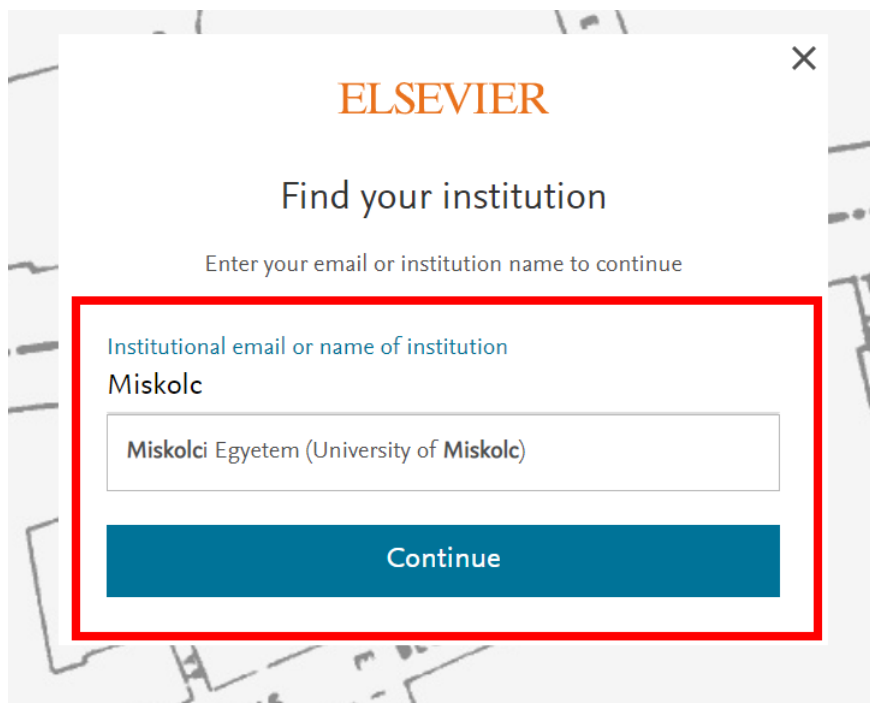 ELSEVIER
Find your institution
Enter your email or institution name to continue
Institutional email or name of institution
Miskolc
Miskolci Egyetem (University of Miskolc)
Continue